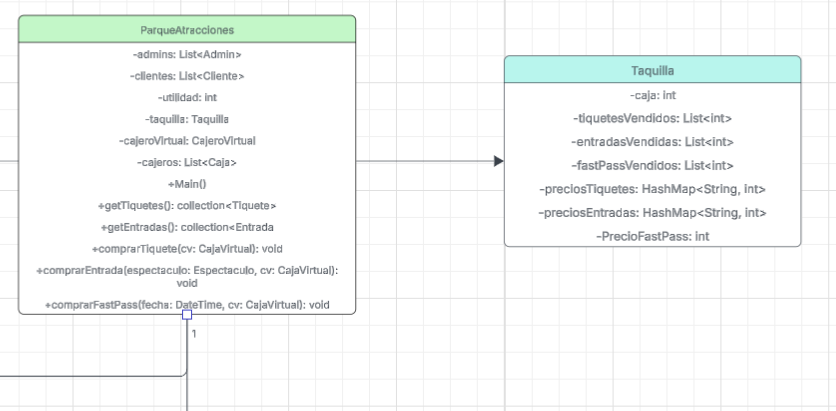 ParqueAtracciones
-admins: List<Admin>
-clientes: List<Cliente>
-utilidad: int
-taquilla: Taquilla
-cajeroVirtual: CajeroVirtual
-cajeros: List<Caja>
+Main()
+getTiquetes(): collection<Tiquete>
+getEntradas(): collection<Entrada
+comprarTiquete(cv: CajaVirtual): void
+comprarEntrada(espectaculo: Espectaculo, cv: CajaVirtual):
void
+comprarFastPass(fecha: DateTime, cv: CajaVirtual): void
1
Taquilla
-caja: int
-tiquetesVendidos: List<int>
-entradasVendidas: List<int>
-fastPassVendidos: List<int>
-preciosTiquetes: HashMap<String, int>
-preciosEntradas: HashMap<String, int>
-PrecioFastPass: int